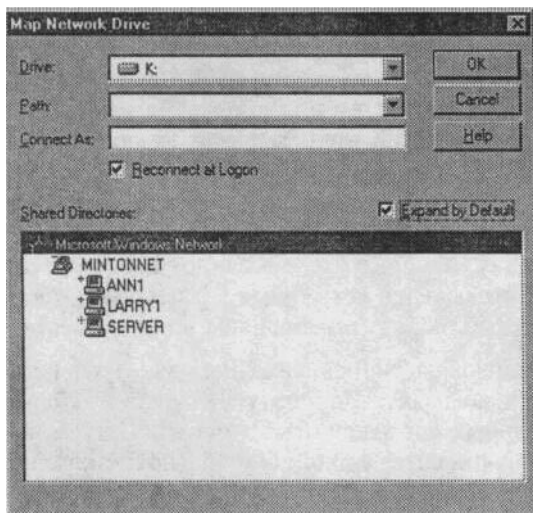 Map Network Drive
Drive: K: OK
Path: Cancel
Connect As: Help
Reconnect at Logon
Shared Directories: Expand by Default
Microsoft Windows Network
MINTONNET
ANN1
LARRY1
SERVER